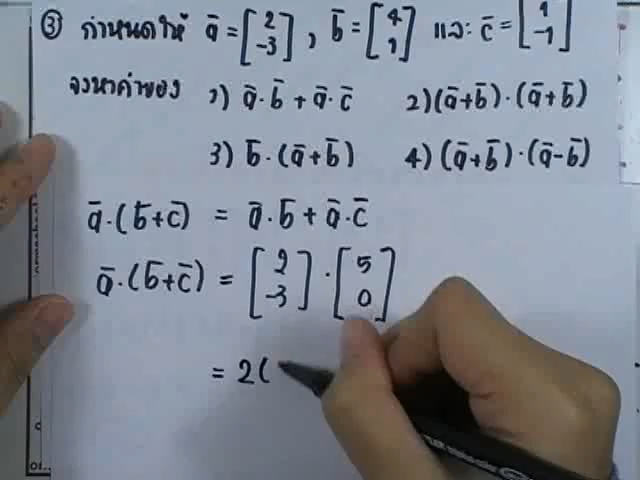 ③ กำหนดให้ ā = [2 -3], b̄ = [4 1] และ c̄ = [1 -1]
จงหาค่าของ 1) ā·b̄ + ā·c̄ 2) (ā+b̄)·(ā+b̄)
3) b̄·(ā+b̄) 4) (ā+b̄)·(ā-b̄)
ā·(b̄+c̄) = ā·b̄ + ā·c̄
ā·(b̄+c̄) = [2 -3]·[5 0]
= 2(